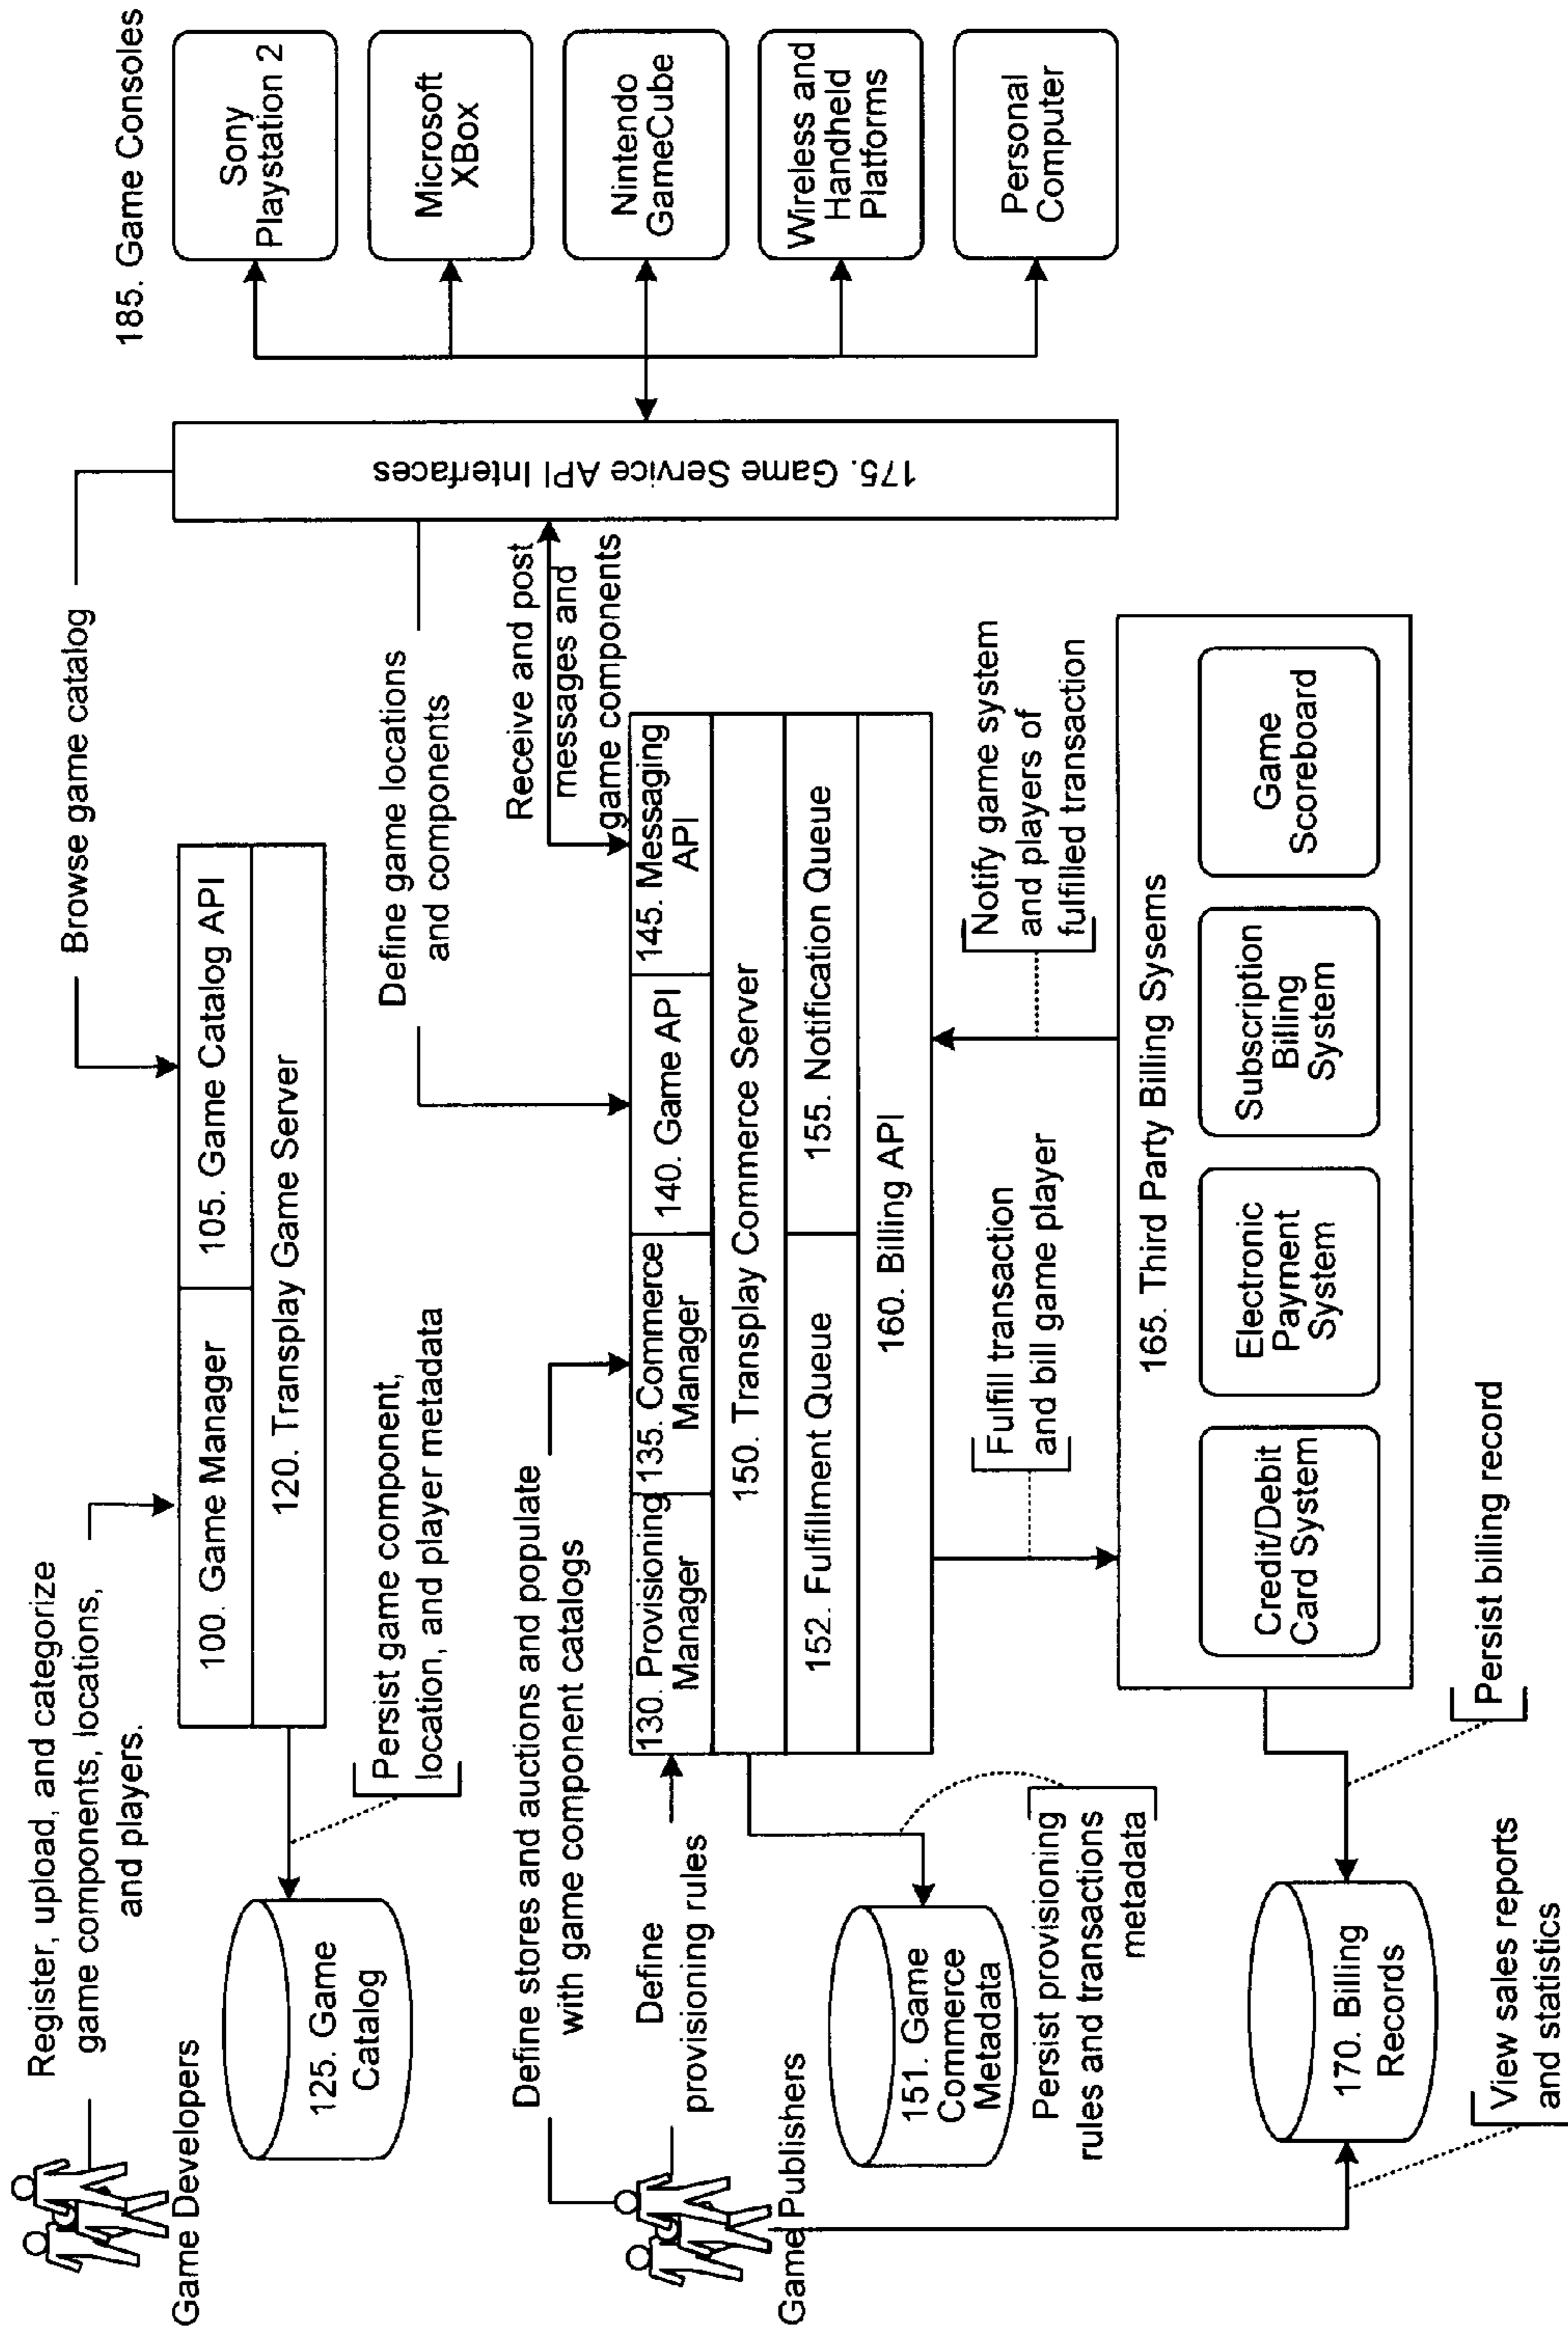 Register, upload, and categorize
game components, locations,
and players.
Game Developers
125. Game
Catalog
100. Game Manager
105. Game Catalog API
120. Transplay Game Server
Persist game component,
location, and player metadata
Browse game catalog
Define game locations
and components
Receive and post
messages and
game components
175. Game Service API Interfaces
185. Game Consoles
Sony
Playstation 2
Microsoft
XBox
Nintendo
GameCube
Wireless and
Handheld
Platforms
Personal
Computer
Define stores and auctions and populate
with game component catalogs
Define
provisioning rules
Game Publishers
130. Provisioning
Manager
135. Commerce
Manager
140. Game API
145. Messaging
API
150. Transplay Commerce Server
152. Fulfillment Queue
155. Notification Queue
160. Billing API
151. Game
Commerce
Metadata
Persist provisioning
rules and transactions
metadata
Fulfill transaction
and bill game player
Notify game system
and players of
fulfilled transaction
165. Third Party Billing Sysems
Credit/Debit
Card System
Electronic
Payment
System
Subscription
Billing
System
Game
Scoreboard
170. Billing
Records
Persist billing record
View sales reports
and statistics